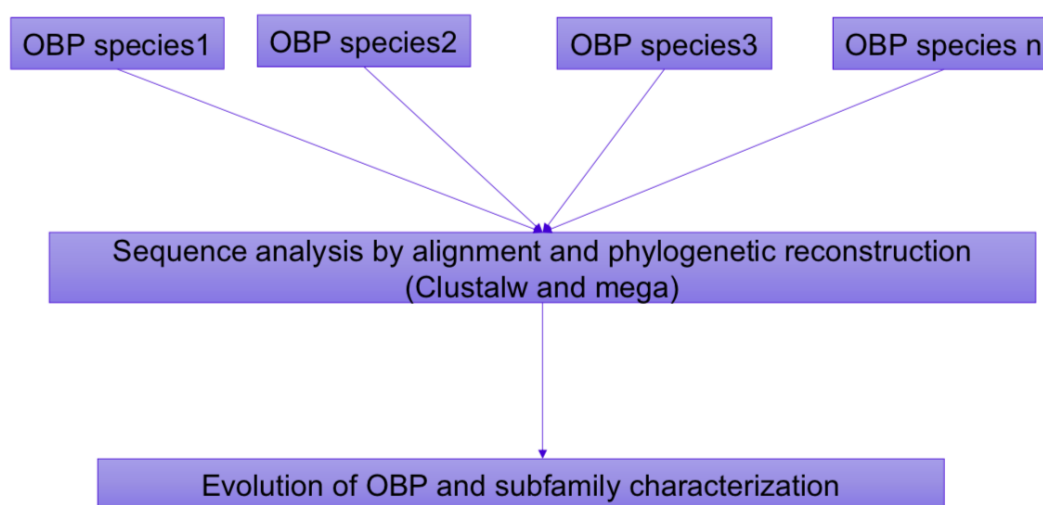 OBP species1
OBP species2
OBP species3
OBP species n
Sequence analysis by alignment and phylogenetic reconstruction
(Clustalw and mega)
Evolution of OBP and subfamily characterization